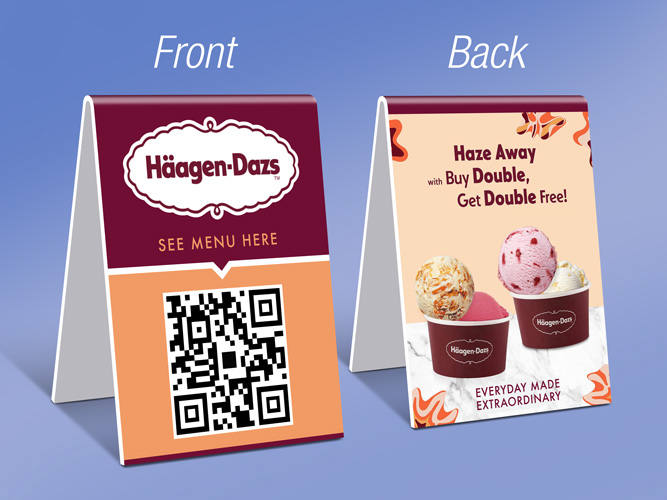 Front
Back
Häagen-Dazs
TM
SEE MENU HERE
Haze Away
with Buy Double,
Get Double Free!
Häagen-Dazs
Häagen-Dazs
EVERYDAY MADE
EXTRAORDINARY